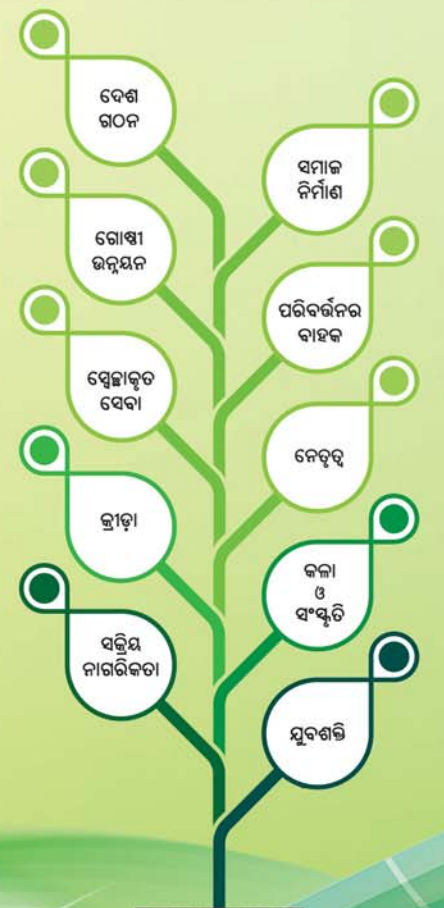 ଦେଶ
ଗଠନ
ସମାଜ
ନିର୍ମାଣ
ଗୋଷ୍ଠୀ
ଉନ୍ନୟନ
ପରିବର୍ତ୍ତନର
ବାହକ
ସ୍ଵେଚ୍ଛାକୃତ
ସେବା
ନେତୃତ୍ୱ
କ୍ରୀଡ଼ା
କଳା
ଓ
ସଂସ୍କୃତି
ସକ୍ରିୟ
ନାଗରିକତା
ଯୁବଶକ୍ତି